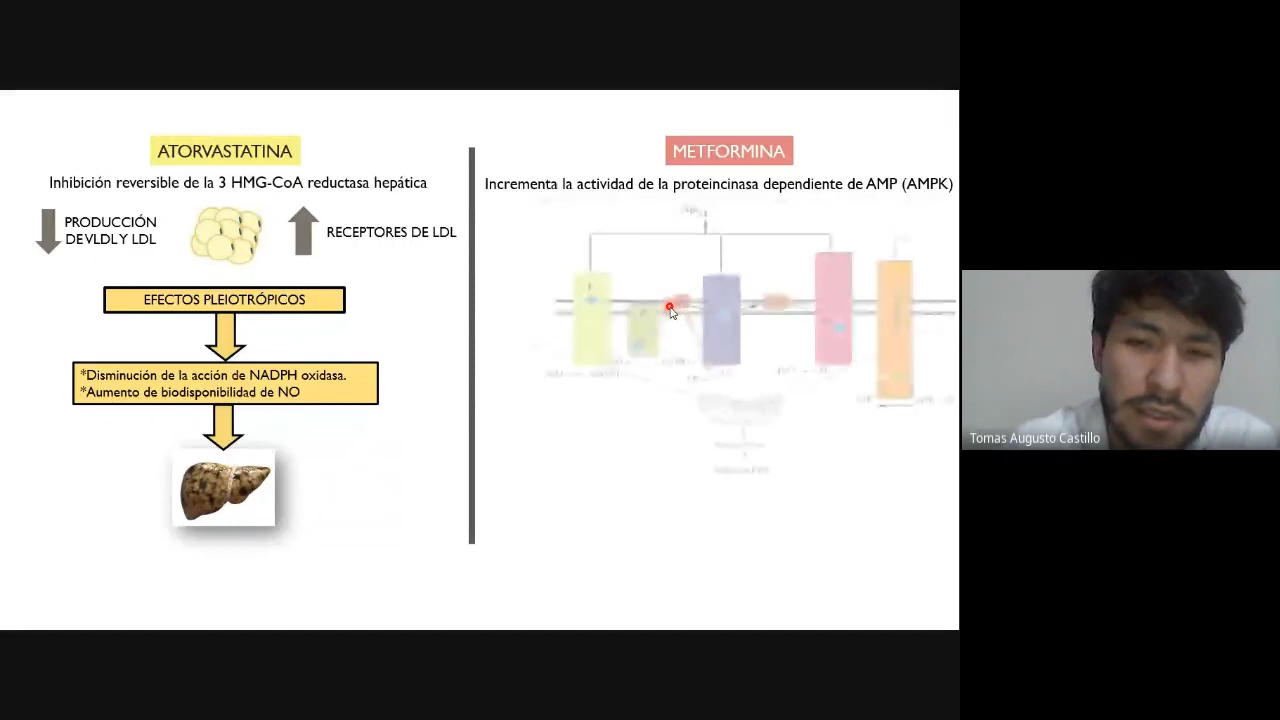 ATORVASTATINA
Inhibición reversible de la 3 HMG-CoA reductasa hepática
PRODUCCIÓN
DE VLDL Y LDL
RECEPTORES DE LDL
EFECTOS PLEIOTRÓPICOS
*Disminución de la acción de NADPH oxidasa.
*Aumento de biodisponibilidad de NO
METFORMINA
Incrementa la actividad de la proteincinasa dependiente de AMP (AMPK)
Tomas Augusto Castillo